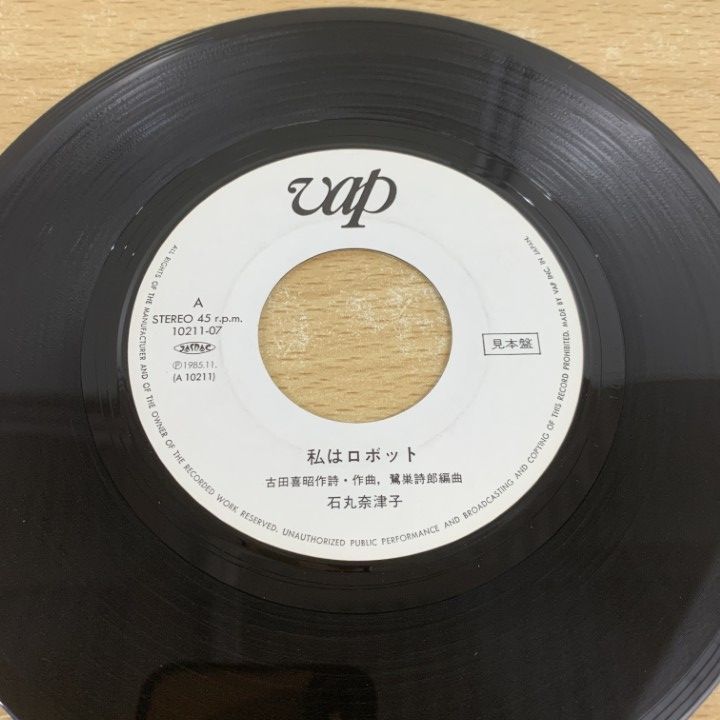 vap
A
STEREO 45 r.p.m.
10211-07
JASRAC
Ⓟ1985.11.
(A 10211)
見本盤
私はロボット
古田喜昭作詩・作曲, 鷺巣詩郎編曲
石丸奈津子
ALL RIGHTS OF THE MANUFACTURER AND OF THE OWNER OF THE RECORDED WORK RESERVED, UNAUTHORIZED PUBLIC PERFORMANCE AND BROADCASTING AND COPYING OF THIS RECORD PROHIBITED. MADE BY VAP INC. IN JAPAN.